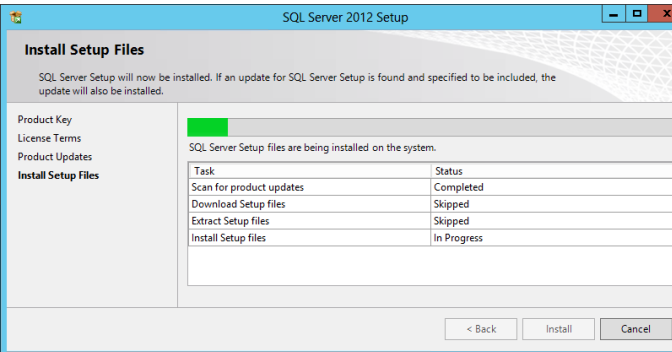 SQL Server 2012 Setup
Install Setup Files
SQL Server Setup will now be installed. If an update for SQL Server Setup is found and specified to be included, the
update will also be installed.
Product Key
License Terms
Product Updates
Install Setup Files
SQL Server Setup files are being installed on the system.
Task Status
Scan for product updates Completed
Download Setup files Skipped
Extract Setup files Skipped
Install Setup files In Progress
< Back Install Cancel